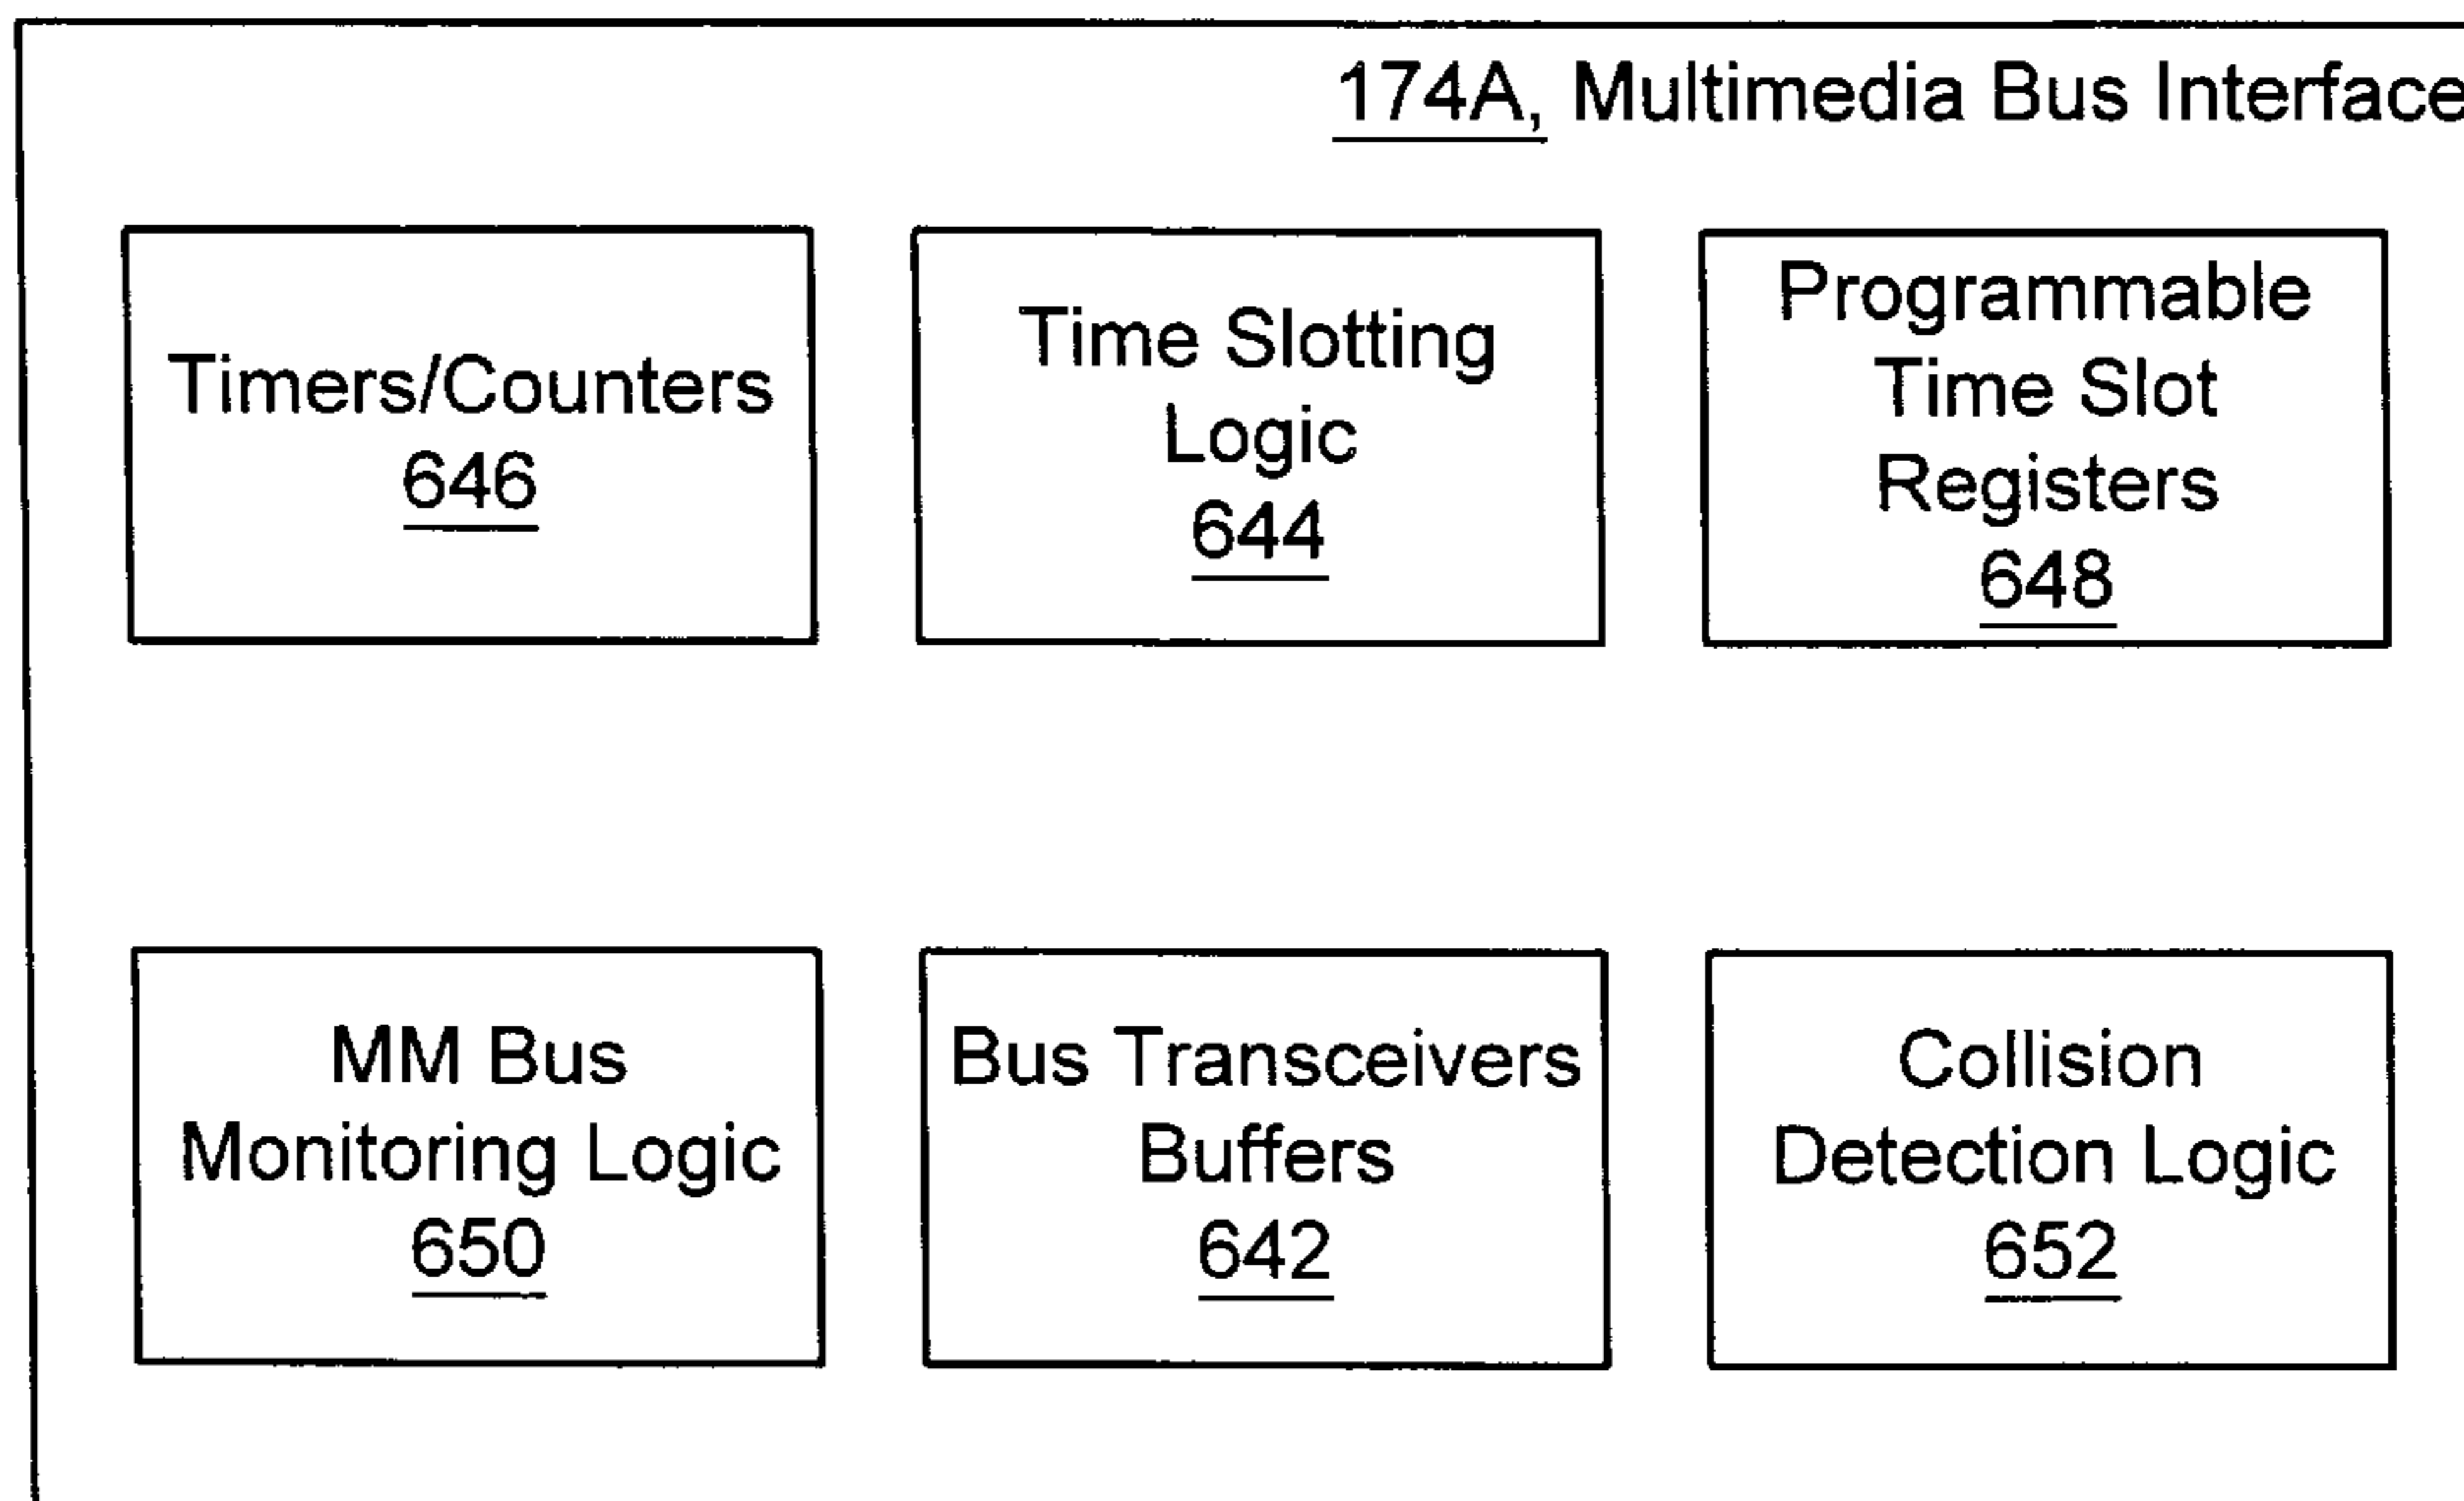 174A, Multimedia Bus Interface
Timers/Counters
646
Time Slotting
Logic
644
Programmable
Time Slot
Registers
648
MM Bus
Monitoring Logic
650
Bus Transceivers
Buffers
642
Collision
Detection Logic
652